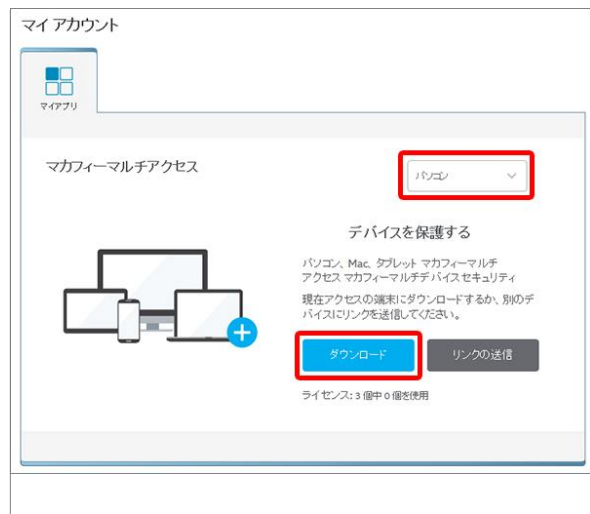 マイ アカウント
マイアプリ
マカフィーマルチアクセス
パソコン
デバイスを保護する
パソコン、Mac、タブレット マカフィーマルチ
アクセス マカフィーマルチデバイスセキュリティ
現在アクセスの端末にダウンロードするか、別のデ
バイスにリンクを送信してください。
ダウンロード
リンクの送信
ライセンス: 3 個中 0 個を使用